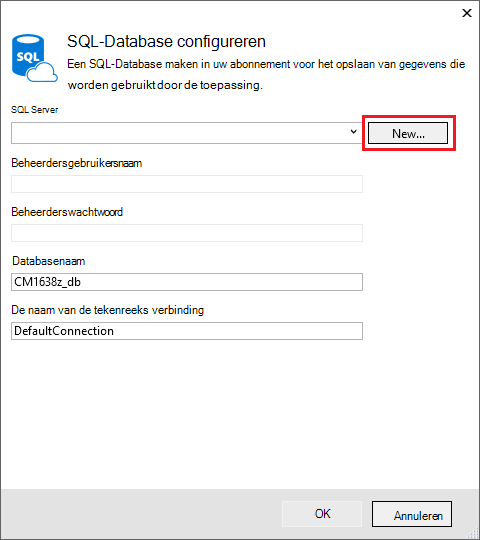 SQL
SQL-Database configureren
Een SQL-Database maken in uw abonnement voor het opslaan van gegevens die
worden gebruikt door de toepassing.
SQL Server
New...
Beheerdersgebruikersnaam
Beheerderswachtwoord
Databasenaam
CM1638z_db
De naam van de tekenreeks verbinding
DefaultConnection
OK
Annuleren